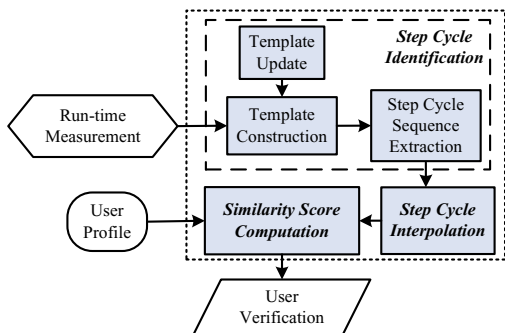 Template
Update
Step Cycle
Identification
Run-time
Measurement
Template
Construction
Step Cycle
Sequence
Extraction
User
Profile
Similarity Score
Computation
Step Cycle
Interpolation
User
Verification